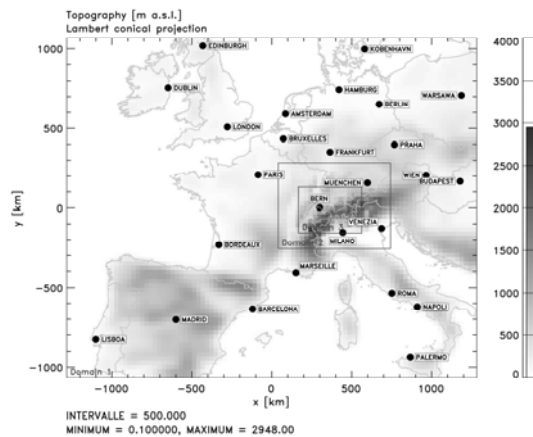 Topography [m a.s.l.]
Lambert conical projection
EDINBURGH
KOBENHAVN
DUBLIN
HAMBURG
WARSAWA
BERLIN
AMSTERDAM
LONDON
BRUXELLES
PRAHA
FRANKFURT
PARIS
WIEN
MUENCHEN
BUDAPEST
BERN
VENEZIA
MILANO
BORDEAUX
Domain 2
MARSEILLE
ROMA
BARCELONA
NAPOLI
MADRID
LISBOA
PALERMO
Domain 1
1000
500
0
−500
−1000
y [km]
−1000 −500 0 500 1000
x [km]
4000
3500
3000
2500
2000
1500
1000
500
0
INTERVALLE = 500.000
MINIMUM = 0.100000, MAXIMUM = 2948.00